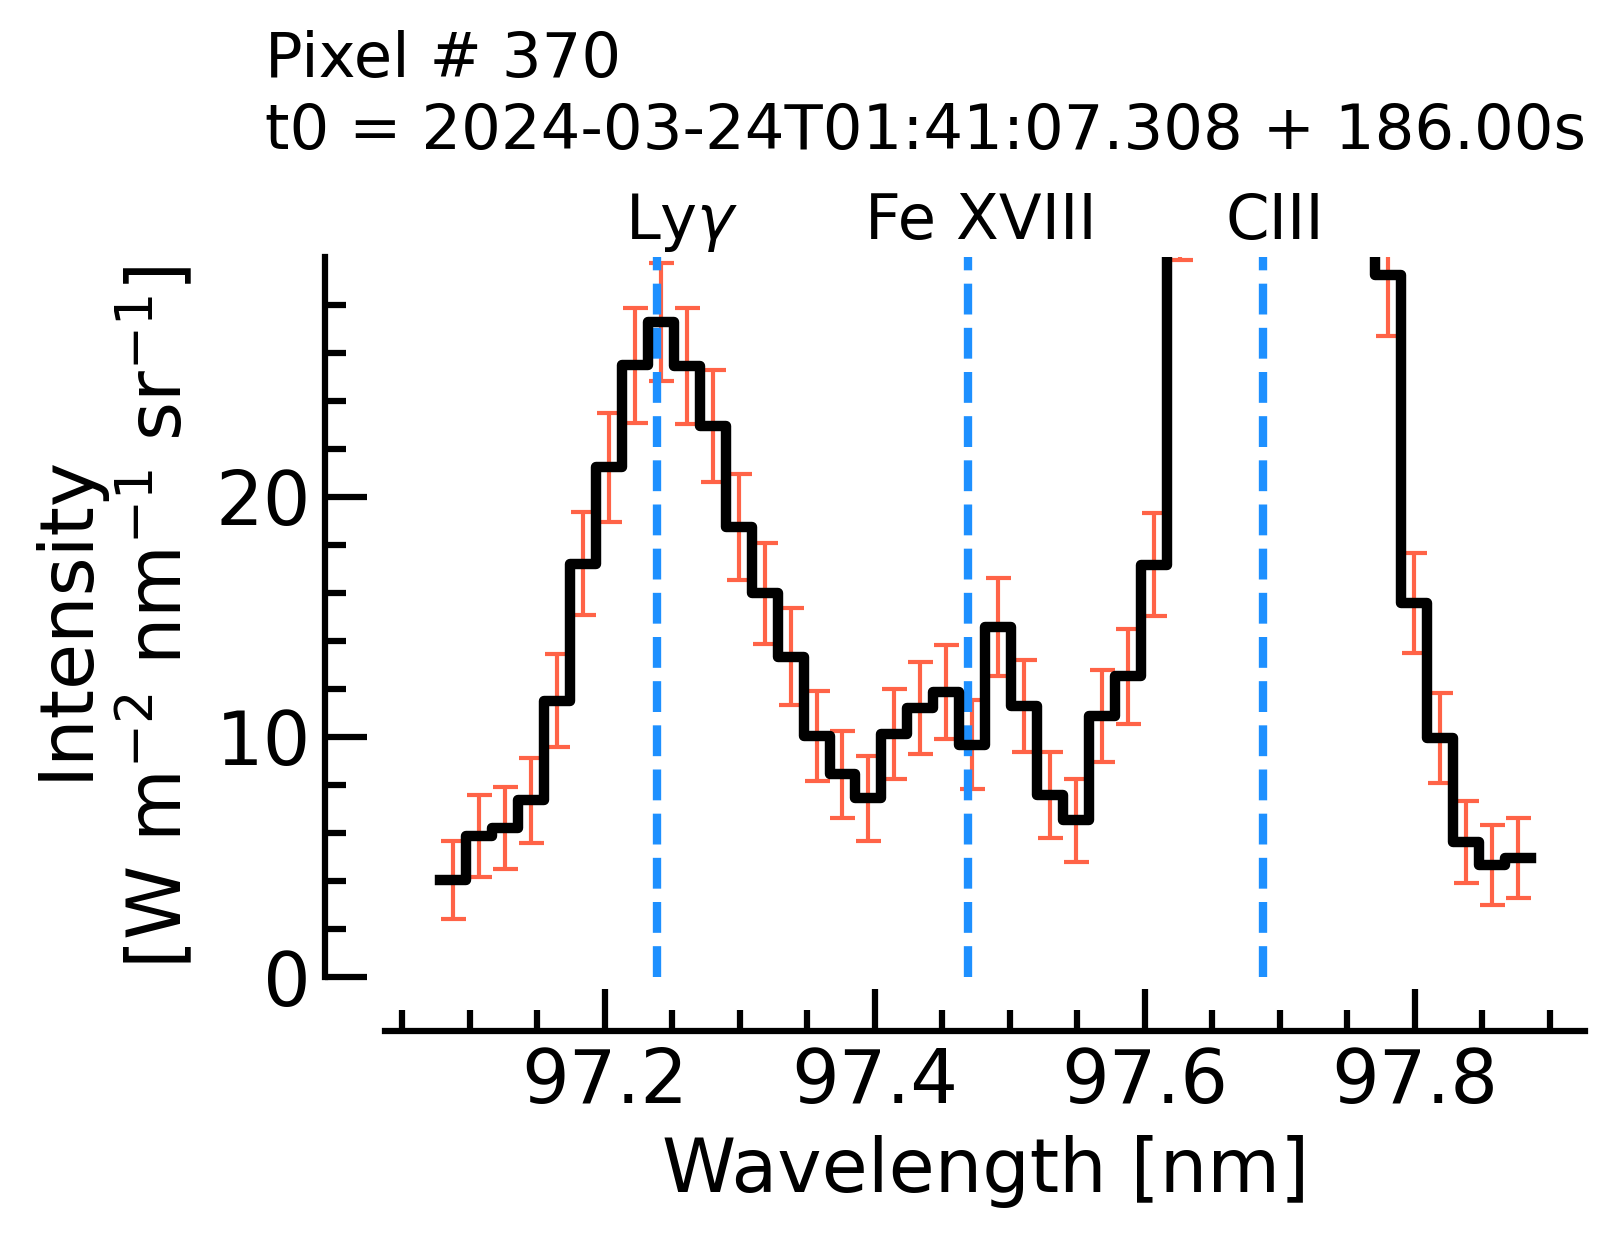 Pixel # 370
t0 = 2024-03-24T01:41:07.308 + 186.00s
Lyγ Fe XVIII CIII
Intensity
[W m⁻² nm⁻¹ sr⁻¹]
20
10
0
97.2 97.4 97.6 97.8
Wavelength [nm]